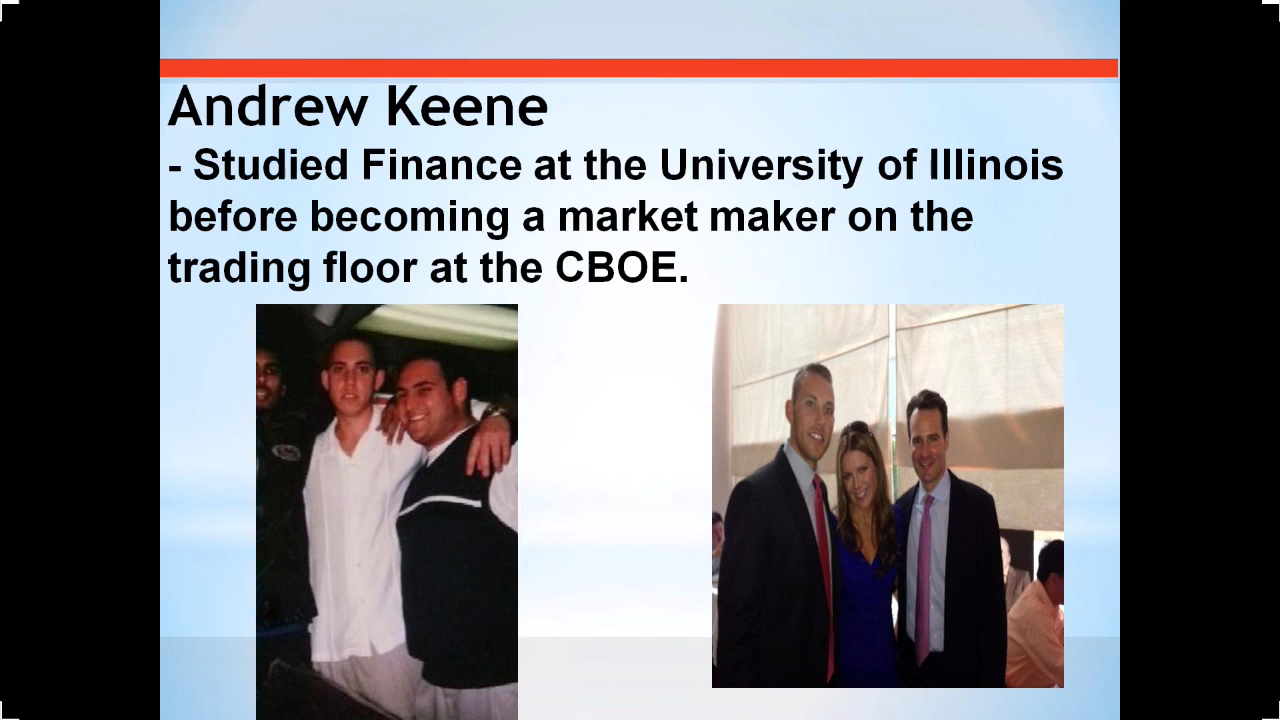 Andrew Keene
- Studied Finance at the University of Illinois
before becoming a market maker on the
trading floor at the CBOE.